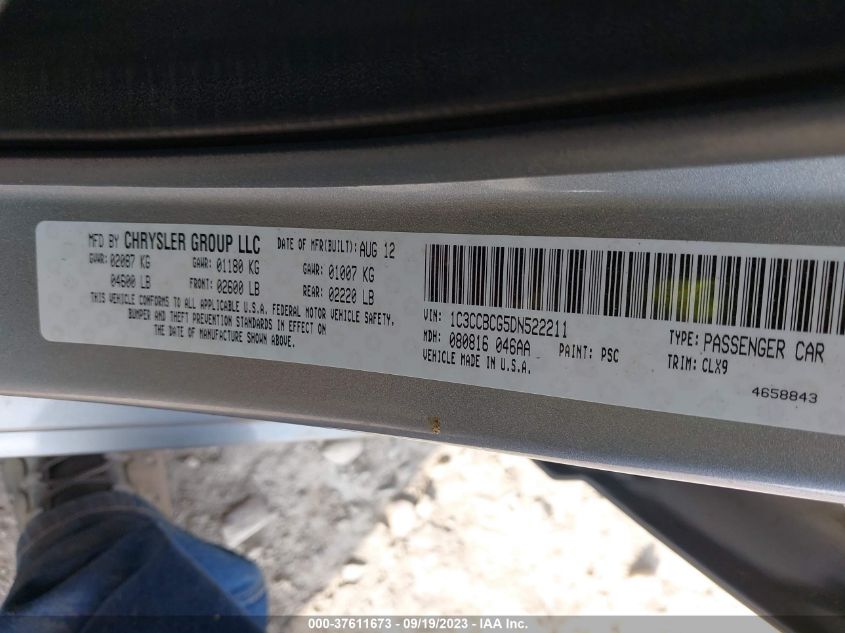 MFD BY CHRYSLER GROUP LLC DATE OF MFR(BUILT): AUG 12
GVWR: 02087 KG GAWR: 01180 KG GAWR: 01007 KG
04600 LB FRONT: 02600 LB REAR: 02220 LB
THIS VEHICLE CONFORMS TO ALL APPLICABLE U.S.A. FEDERAL MOTOR VEHICLE SAFETY,
BUMPER AND THEFT PREVENTION STANDARDS IN EFFECT ON
THE DATE OF MANUFACTURE SHOWN ABOVE.
VIN: 1C3CCBCG5DN522211 TYPE: PASSENGER CAR
MDH: 080816 046AA PAINT: PSC TRIM: CLX9
VEHICLE MADE IN U.S.A.
4658843
000-37611673 - 09/19/2023 - IAA Inc.